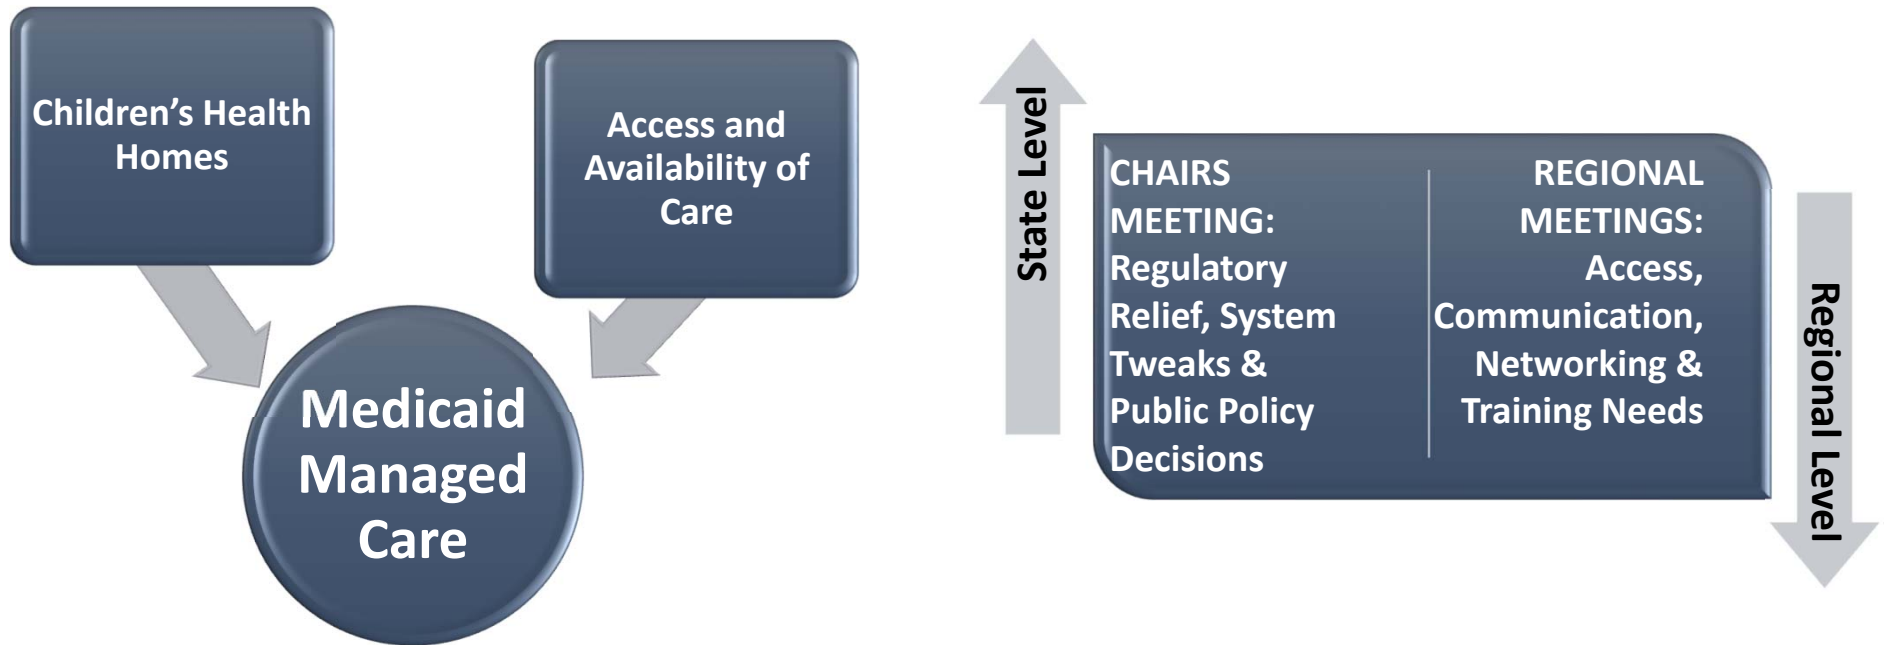 Children’s Health
Homes
Access and
Availability of
Care
Medicaid
Managed
Care
State Level
CHAIRS
MEETING:
Regulatory
Relief, System
Tweaks &
Public Policy
Decisions
REGIONAL
MEETINGS:
Access,
Communication,
Networking &
Training Needs
Regional Level